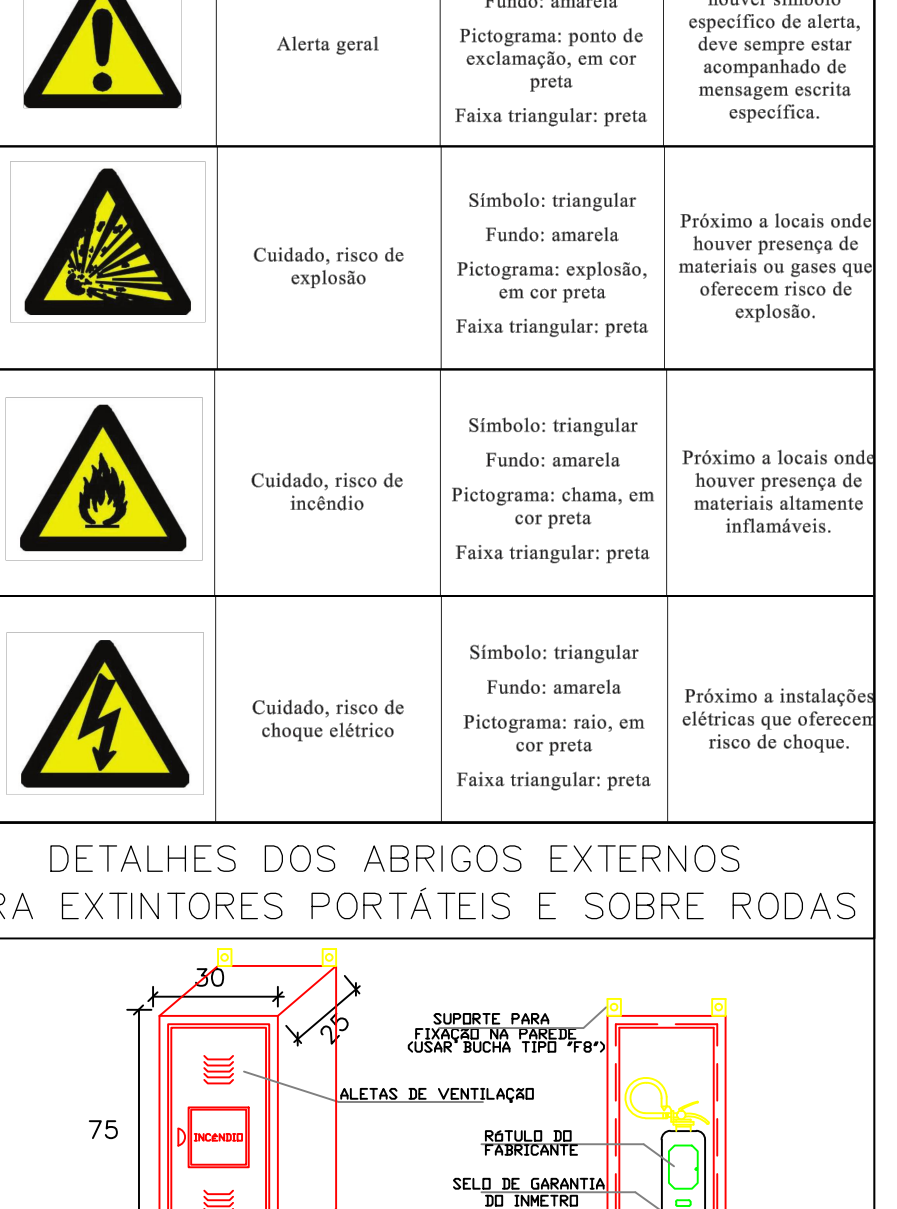 Fundo: amarela
houver símbolo
Alerta geral
Pictograma: ponto de
exclamação, em cor
preta
Faixa triangular: preta
específico de alerta,
deve sempre estar
acompanhado de
mensagem escrita
específica.
Cuidado, risco de
explosão
Símbolo: triangular
Fundo: amarela
Pictograma: explosão,
em cor preta
Faixa triangular: preta
Próximo a locais onde
houver presença de
materiais ou gases que
oferecem risco de
explosão.
Cuidado, risco de
incêndio
Símbolo: triangular
Fundo: amarela
Pictograma: chama, em
cor preta
Faixa triangular: preta
Próximo a locais onde
houver presença de
materiais altamente
inflamáveis.
Cuidado, risco de
choque elétrico
Símbolo: triangular
Fundo: amarela
Pictograma: raio, em
cor preta
Faixa triangular: preta
Próximo a instalações
elétricas que oferecem
risco de choque.
DETALHES DOS ABRIGOS EXTERNOS
RA EXTINTORES PORTÁTEIS E SOBRE RODAS
30
25
75
SUPORTE PARA
FIXAÇÃO NA PAREDE
(USAR BUCHA TIPO "F8")
ALETAS DE VENTILAÇÃO
INCÊNDIO
RÓTULO DO
FABRICANTE
SELO DE GARANTIA
DO INMETRO